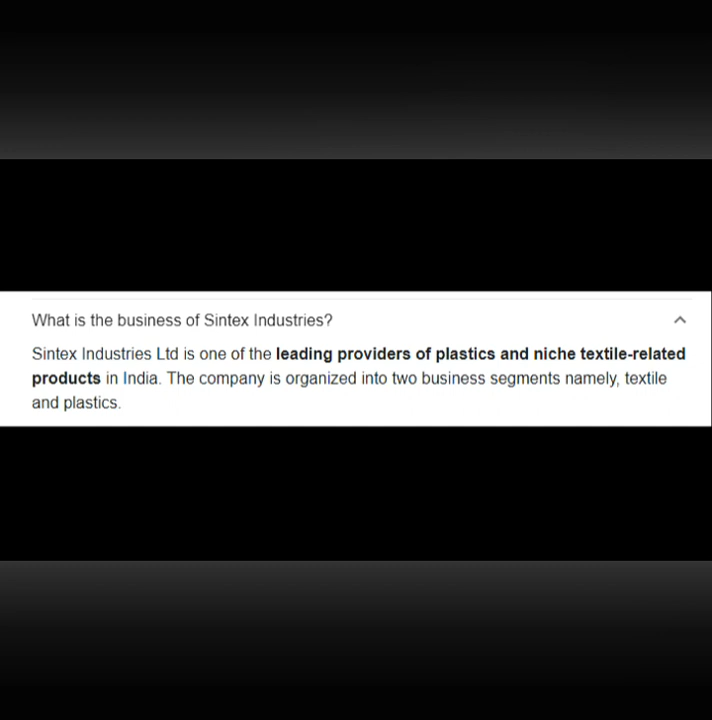 What is the business of Sintex Industries?
Sintex Industries Ltd is one of the leading providers of plastics and niche textile-related
products in India. The company is organized into two business segments namely, textile
and plastics.